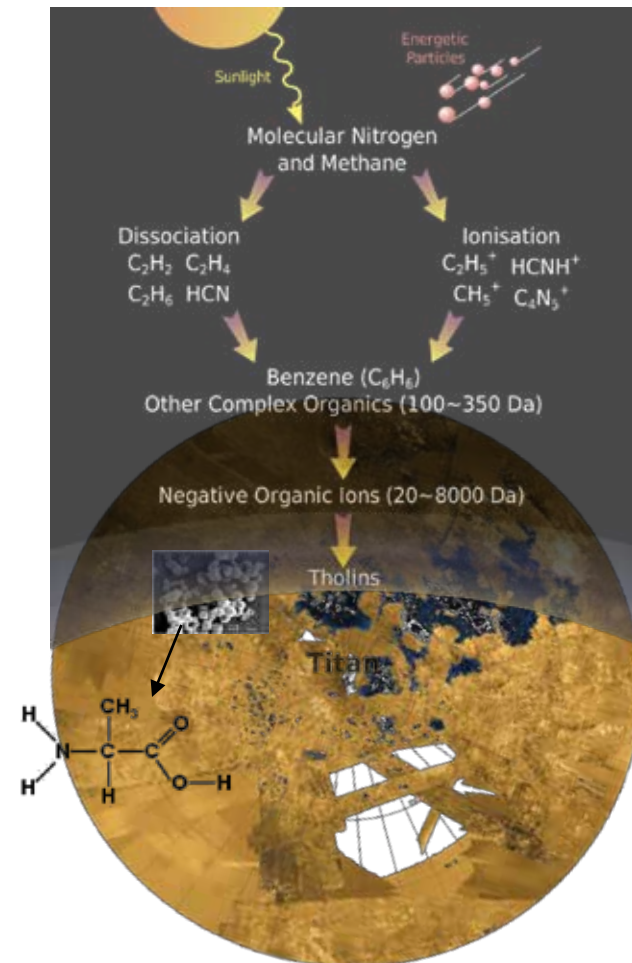 Sunlight
Energetic
Particles
Molecular Nitrogen
and Methane
Dissociation
C₂H₂ C₂H₄
C₂H₆ HCN
Ionisation
C₂H₅⁺ HCNH⁺
CH₅⁺ C₄N₅⁺
Benzene (C₆H₆)
Other Complex Organics (100~350 Da)
Negative Organic Ions (20~8000 Da)
Tholins
Titan
H CH₃ O
N C C
H H O H